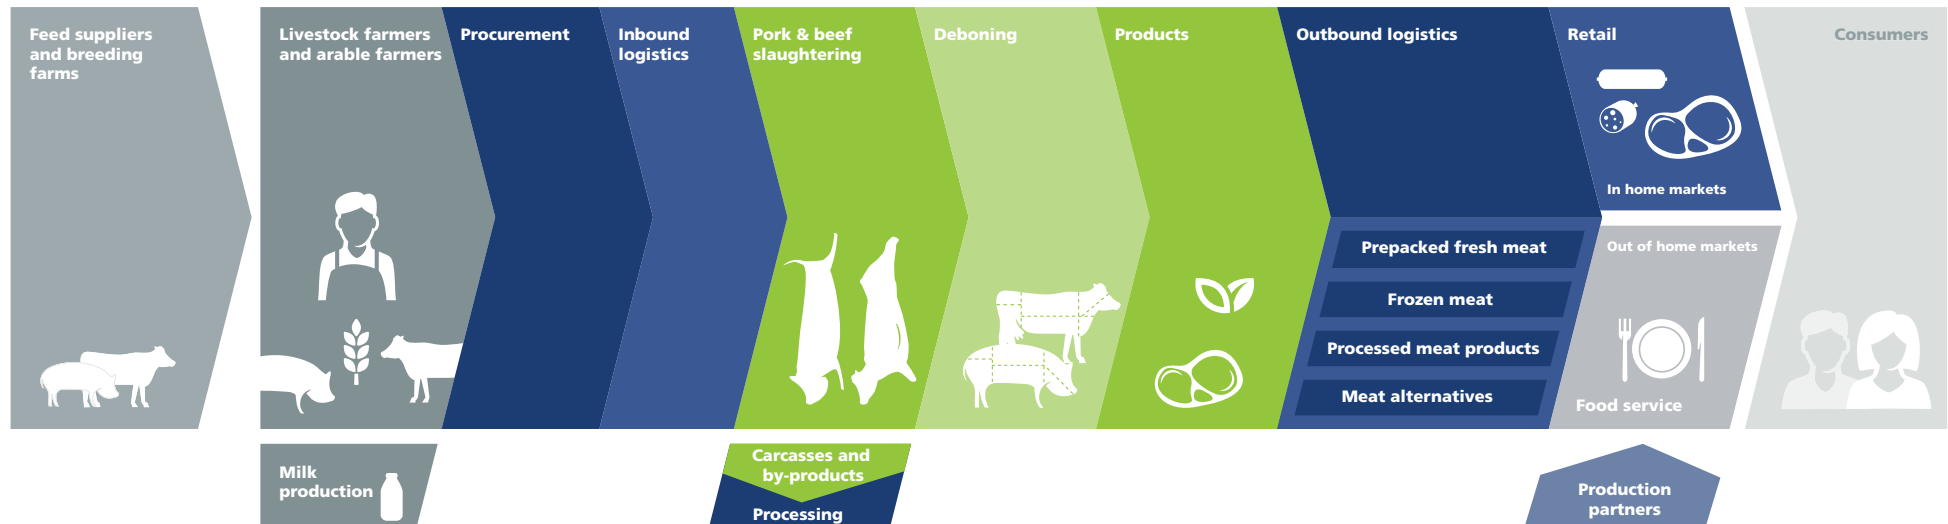 Feed suppliers
and breeding
farms
Livestock farmers
and arable farmers
Procurement
Inbound
logistics
Pork & beef
slaughtering
Deboning
Products
Outbound logistics
Prepacked fresh meat
Frozen meat
Processed meat products
Meat alternatives
Retail
In home markets
Out of home markets
Food service
Consumers
Milk
production
Carcasses and
by-products
Processing
Production
partners